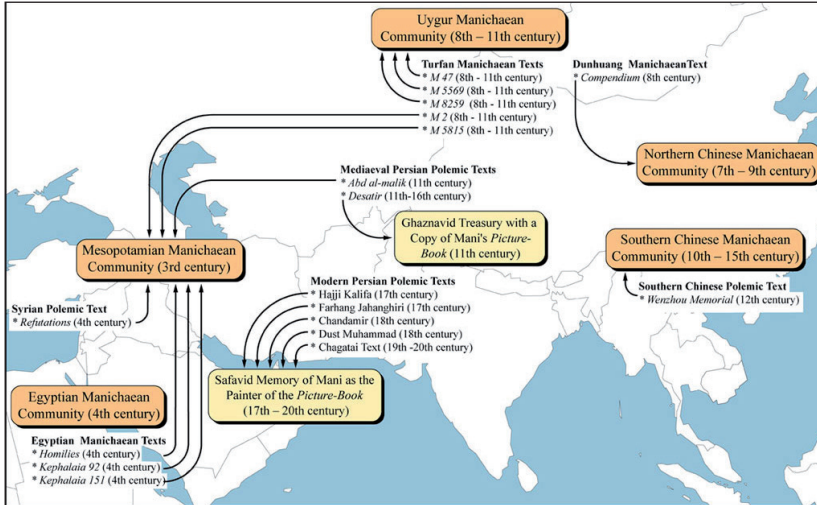 Uygur Manichaean
Community (8th – 11th century)
Turfan Manichaean Texts
* M 47 (8th - 11th century)
* M 5569 (8th - 11th century)
* M 8259 (8th - 11th century)
* M 2 (8th - 11th century)
* M 5815 (8th - 11th century)
Dunhuang ManichaeanText
* Compendium (8th century)
Northern Chinese Manichaean
Community (7th – 9th century)
Mediaeval Persian Polemic Texts
* Abd al-malik (11th century)
* Desatir (11th-16th century)
Ghaznavid Treasury with a
Copy of Mani's Picture-
Book (11th century)
Mesopotamian Manichaean
Community (3rd century)
Southern Chinese Manichaean
Community (10th – 15th century)
Southern Chinese Polemic Text
* Wenzhou Memorial (12th century)
Syrian Polemic Text
* Refutations (4th century)
Modern Persian Polemic Texts
* Hajji Kalifa (17th century)
* Farhang Jahanghiri (17th century)
* Chandamir (18th century)
* Dust Muhammad (18th century)
* Chagatai Text (19th -20th century)
Safavid Memory of Mani as the
Painter of the Picture-Book
(17th – 20th century)
Egyptian Manichaean
Community (4th century)
Egyptian Manichaean Texts
* Homilies (4th century)
* Kephalaia 92 (4th century)
* Kephalaia 151 (4th century)